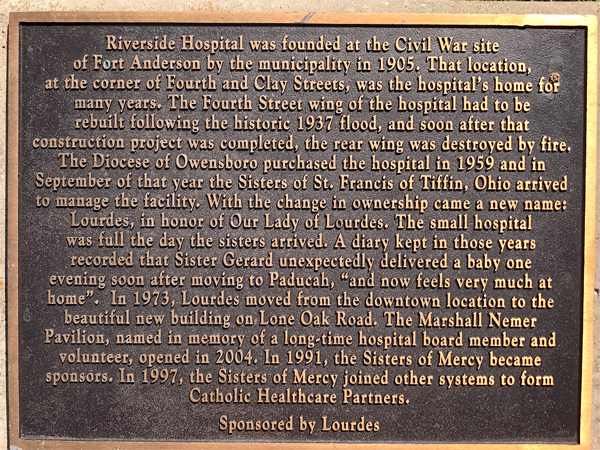 Riverside Hospital was founded at the Civil War site
of Fort Anderson by the municipality in 1905. That location,
at the corner of Fourth and Clay Streets, was the hospital's home for
many years. The Fourth Street wing of the hospital had to be
rebuilt following the historic 1937 flood, and soon after that
construction project was completed, the rear wing was destroyed by fire.
The Diocese of Owensboro purchased the hospital in 1959 and in
September of that year the Sisters of St. Francis of Tiffin, Ohio arrived
to manage the facility. With the change in ownership came a new name:
Lourdes, in honor of Our Lady of Lourdes. The small hospital
was full the day the sisters arrived. A diary kept in those years
recorded that Sister Gerard unexpectedly delivered a baby one
evening soon after moving to Paducah, “and now feels very much at
home”. In 1973, Lourdes moved from the downtown location to the
beautiful new building on Lone Oak Road. The Marshall Nemer
Pavilion, named in memory of a long-time hospital board member and
volunteer, opened in 2004. In 1991, the Sisters of Mercy became
sponsors. In 1997, the Sisters of Mercy joined other systems to form
Catholic Healthcare Partners.
Sponsored by Lourdes